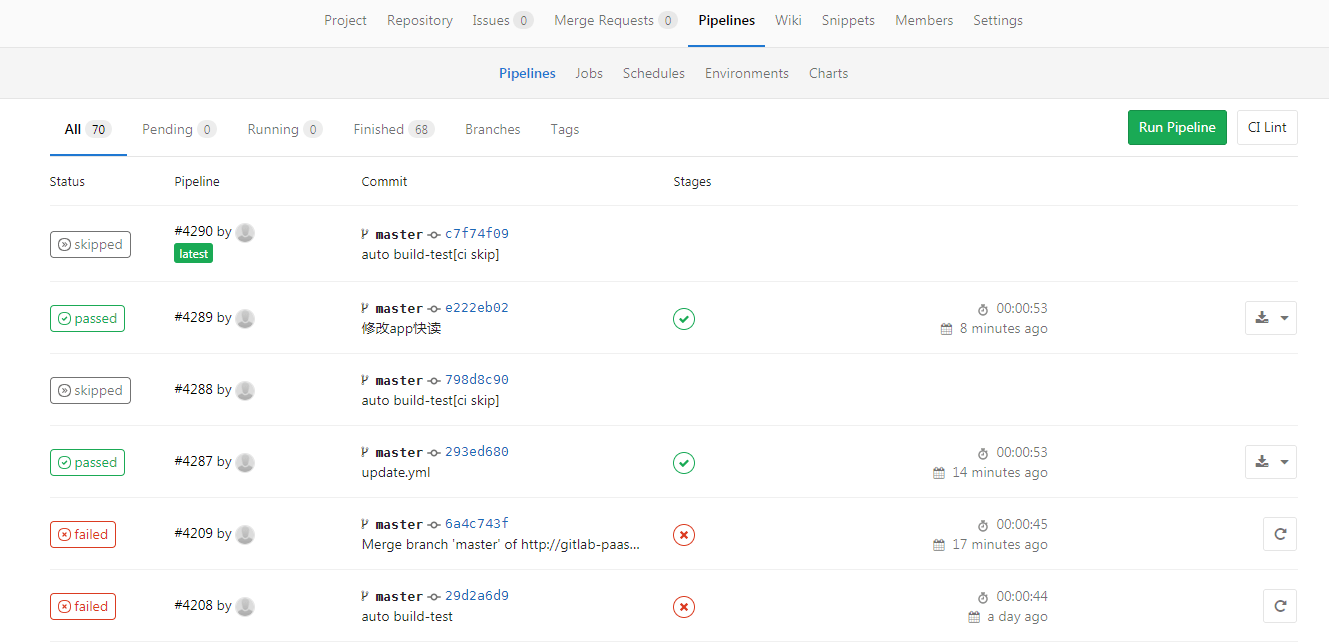 Project Repository Issues 0 Merge Requests 0 Pipelines Wiki Snippets Members Settings
Pipelines Jobs Schedules Environments Charts
All 70 Pending 0 Running 0 Finished 68 Branches Tags Run Pipeline CI Lint
Status Pipeline Commit Stages
skipped #4290 by master c7f74f09
latest auto build-test[ci skip]
passed #4289 by master e222eb02 00:00:53
修改app快读 8 minutes ago
skipped #4288 by master 798d8c90
auto build-test[ci skip]
passed #4287 by master 293ed680 00:00:53
update.yml 14 minutes ago
failed #4209 by master 6a4c743f 00:00:45
Merge branch 'master' of http://gitlab-paas... 17 minutes ago
failed #4208 by master 29d2a6d9 00:00:44
auto build-test a day ago